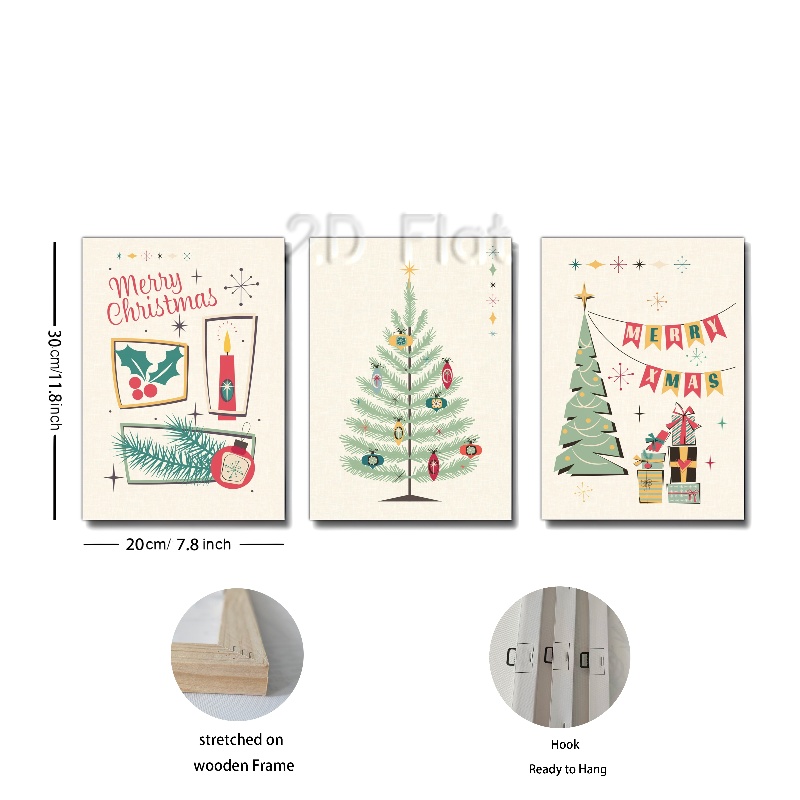 2D Flat
Merry
Christmas
MERRY
XMAS
30cm/11.8inch
20cm/ 7.8 inch
stretched on
wooden Frame
Hook
Ready to Hang